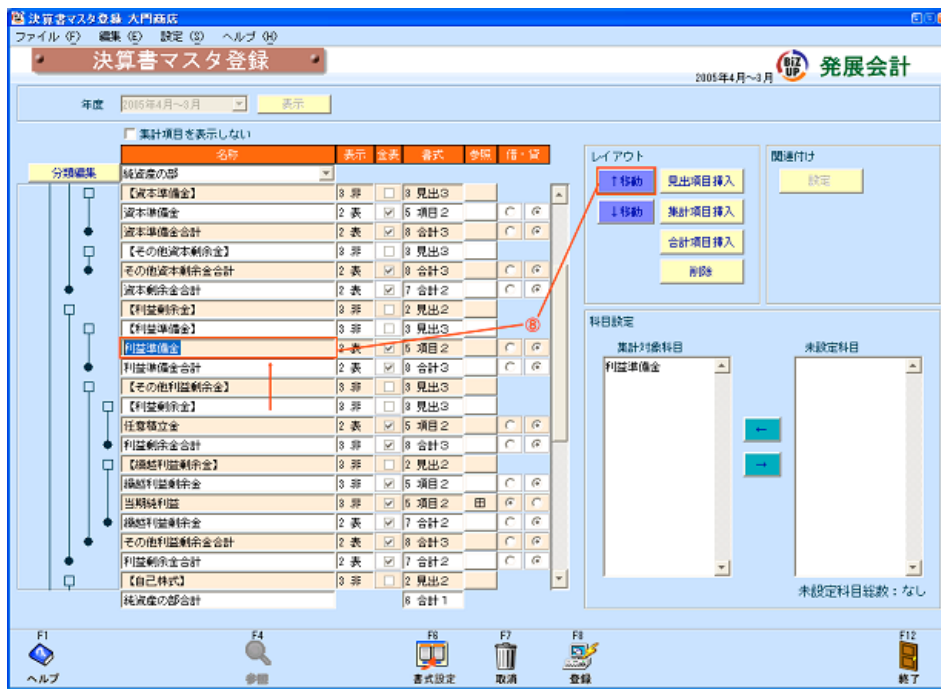 決算書マスタ登録 大門商店
ファイル (F) 編集 (E) 設定 (S) ヘルプ (H)
決算書マスタ登録
2005年4月～3月
BIZ UP
発展会計
年度 2005年4月～3月 表示
集計項目を表示しない
名称 表示 金表 書式 参照 借・貸
分類編集 純資産の部
【資本準備金】 3 非 3 見出3
資本準備金 2 表 5 項目2
資本準備金合計 2 表 8 合計3
【その他資本剰余金】 3 非 3 見出3
その他資本剰余金合計 2 表 8 合計3
資本剰余金合計 2 表 7 合計2
【利益剰余金】 3 非 2 見出2
【利益準備金】 3 非 3 見出3
利益準備金 2 表 5 項目2
利益準備金合計 2 表 8 合計3
【その他利益剰余金】 3 非 3 見出3
【利益剰余金】 3 非 3 見出3
任意積立金 2 表 5 項目2
利益剰余金合計 3 非 8 合計3
【繰越利益剰余金】 3 非 2 見出2
繰越利益剰余金 3 非 5 項目2
当期純利益 3 非 5 項目2 田
繰越利益剰余金 2 表 7 合計2
その他利益剰余金合計 2 表 8 合計3
利益剰余金合計 2 表 7 合計2
【自己株式】 3 非 2 見出2
純資産の部合計 6 合計1
⑧
レイアウト
↑移動 見出項目挿入
↓移動 集計項目挿入
合計項目挿入
削除
関連付け
設定
科目設定
集計対象科目 未設定科目
利益準備金
←
→
未設定科目総数：なし
F1 F4 F6 F7 F8 F12
ヘルプ 参照 書式設定 取消 登録 終了